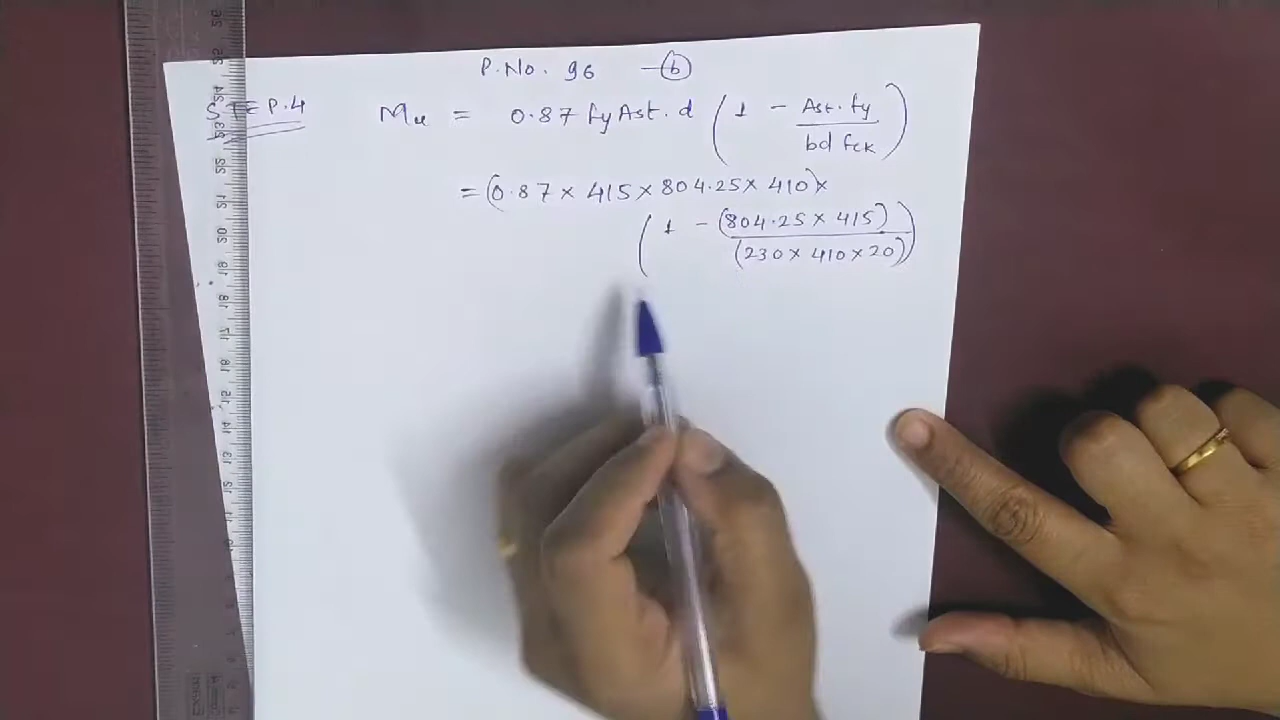 P.No. 96 - (b)
STEP.4 Mu = 0.87 fy Ast. d ( 1 - Ast. fy / bd fck )
= (0.87 × 415 × 804.25 × 410) ×
( 1 - (804.25 × 415) / (230 × 410 × 20) )